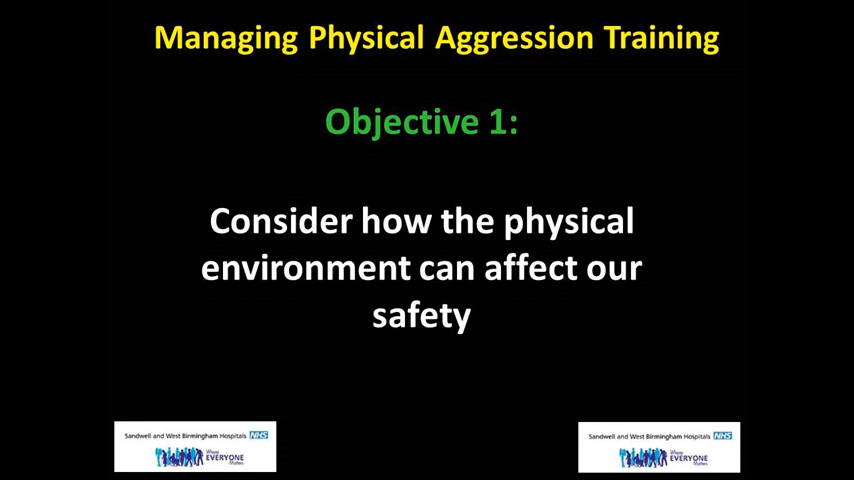 Managing Physical Aggression Training
Objective 1:
Consider how the physical
environment can affect our
safety
Sandwell and West Birmingham Hospitals NHS
Where
EVERYONE
Matters
Sandwell and West Birmingham Hospitals NHS
Where
EVERYONE
Matters